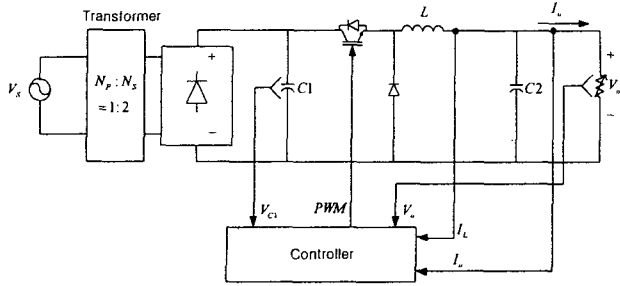 Transformer
V_s
N_P : N_S
= 1:2
+
−
C1
L
I_o
C2
+
V_o
−
V_C1
PWM
V_o
I_L
I_o
Controller